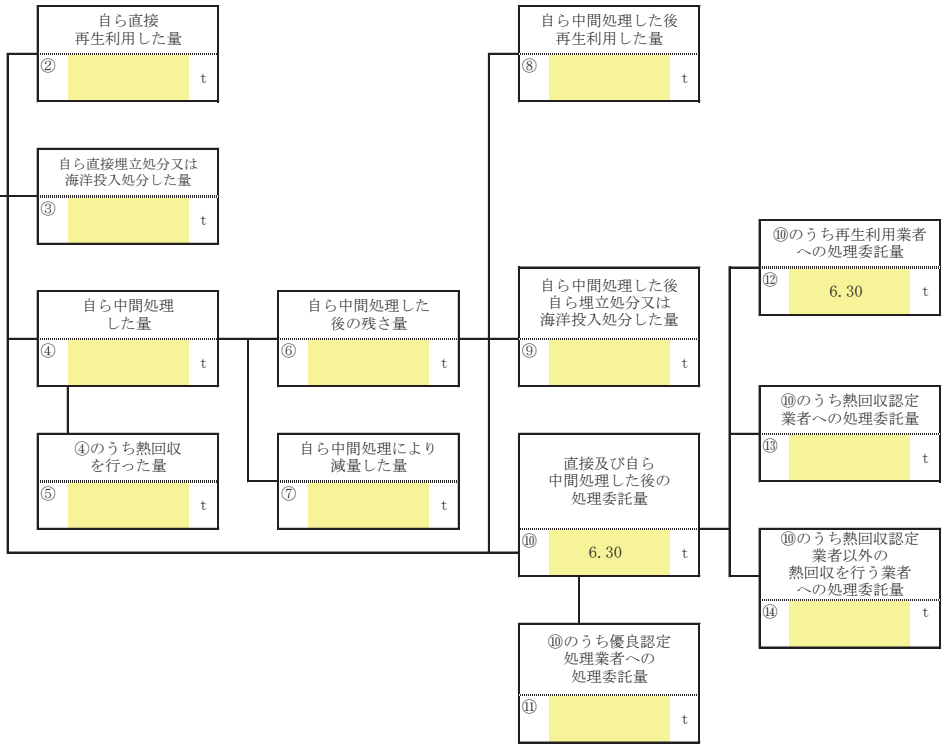 自ら直接
再生利用した量
② t
自ら直接埋立処分又は
海洋投入処分した量
③ t
自ら中間処理
した量
④ t
④のうち熱回収
を行った量
⑤ t
自ら中間処理した
後の残さ量
⑥ t
自ら中間処理により
減量した量
⑦ t
自ら中間処理した後
再生利用した量
⑧ t
自ら中間処理した後
自ら埋立処分又は
海洋投入処分した量
⑨ t
直接及び自ら
中間処理した後の
処理委託量
⑩ 6.30 t
⑩のうち優良認定
処理業者への
処理委託量
⑪ t
⑩のうち再生利用業者
への処理委託量
⑫ 6.30 t
⑩のうち熱回収認定
業者への処理委託量
⑬ t
⑩のうち熱回収認定
業者以外の
熱回収を行う業者
への処理委託量
⑭ t